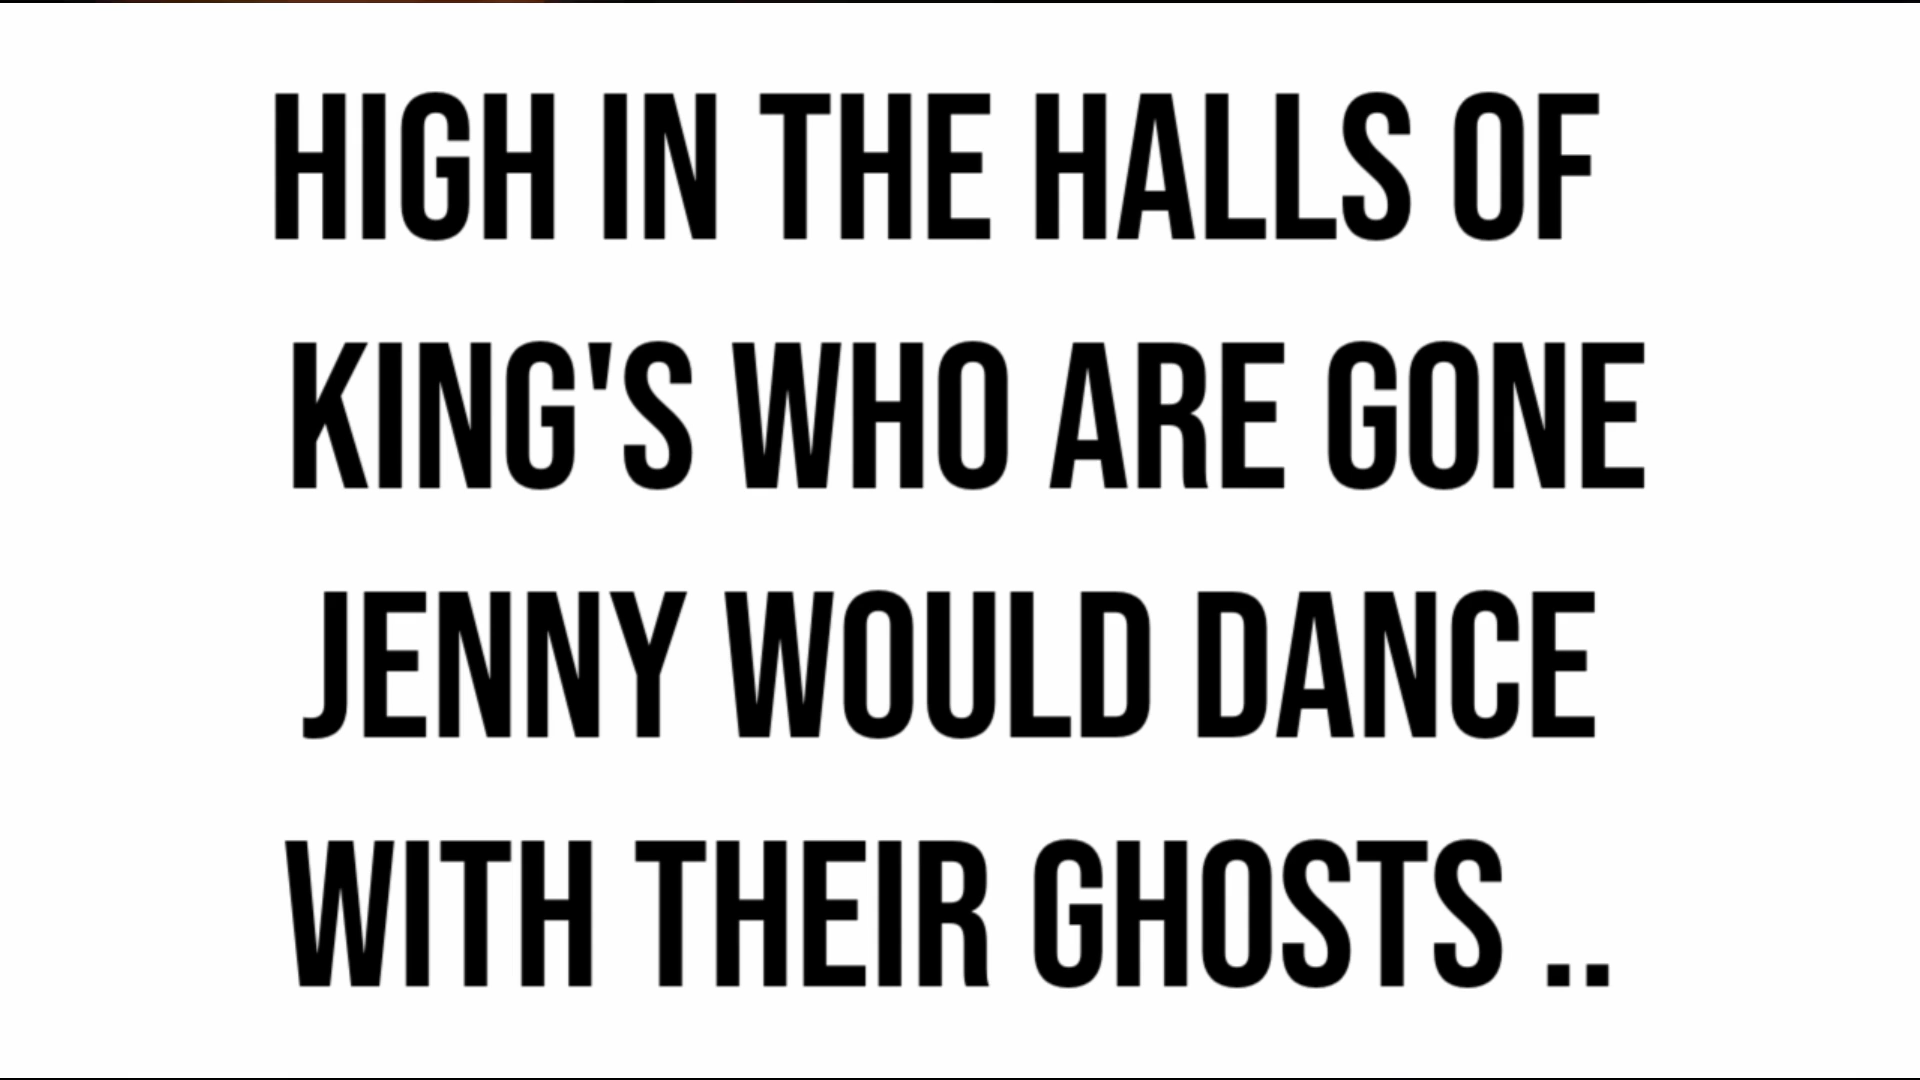 HIGH IN THE HALLS OF
KING'S WHO ARE GONE
JENNY WOULD DANCE
WITH THEIR GHOSTS ..